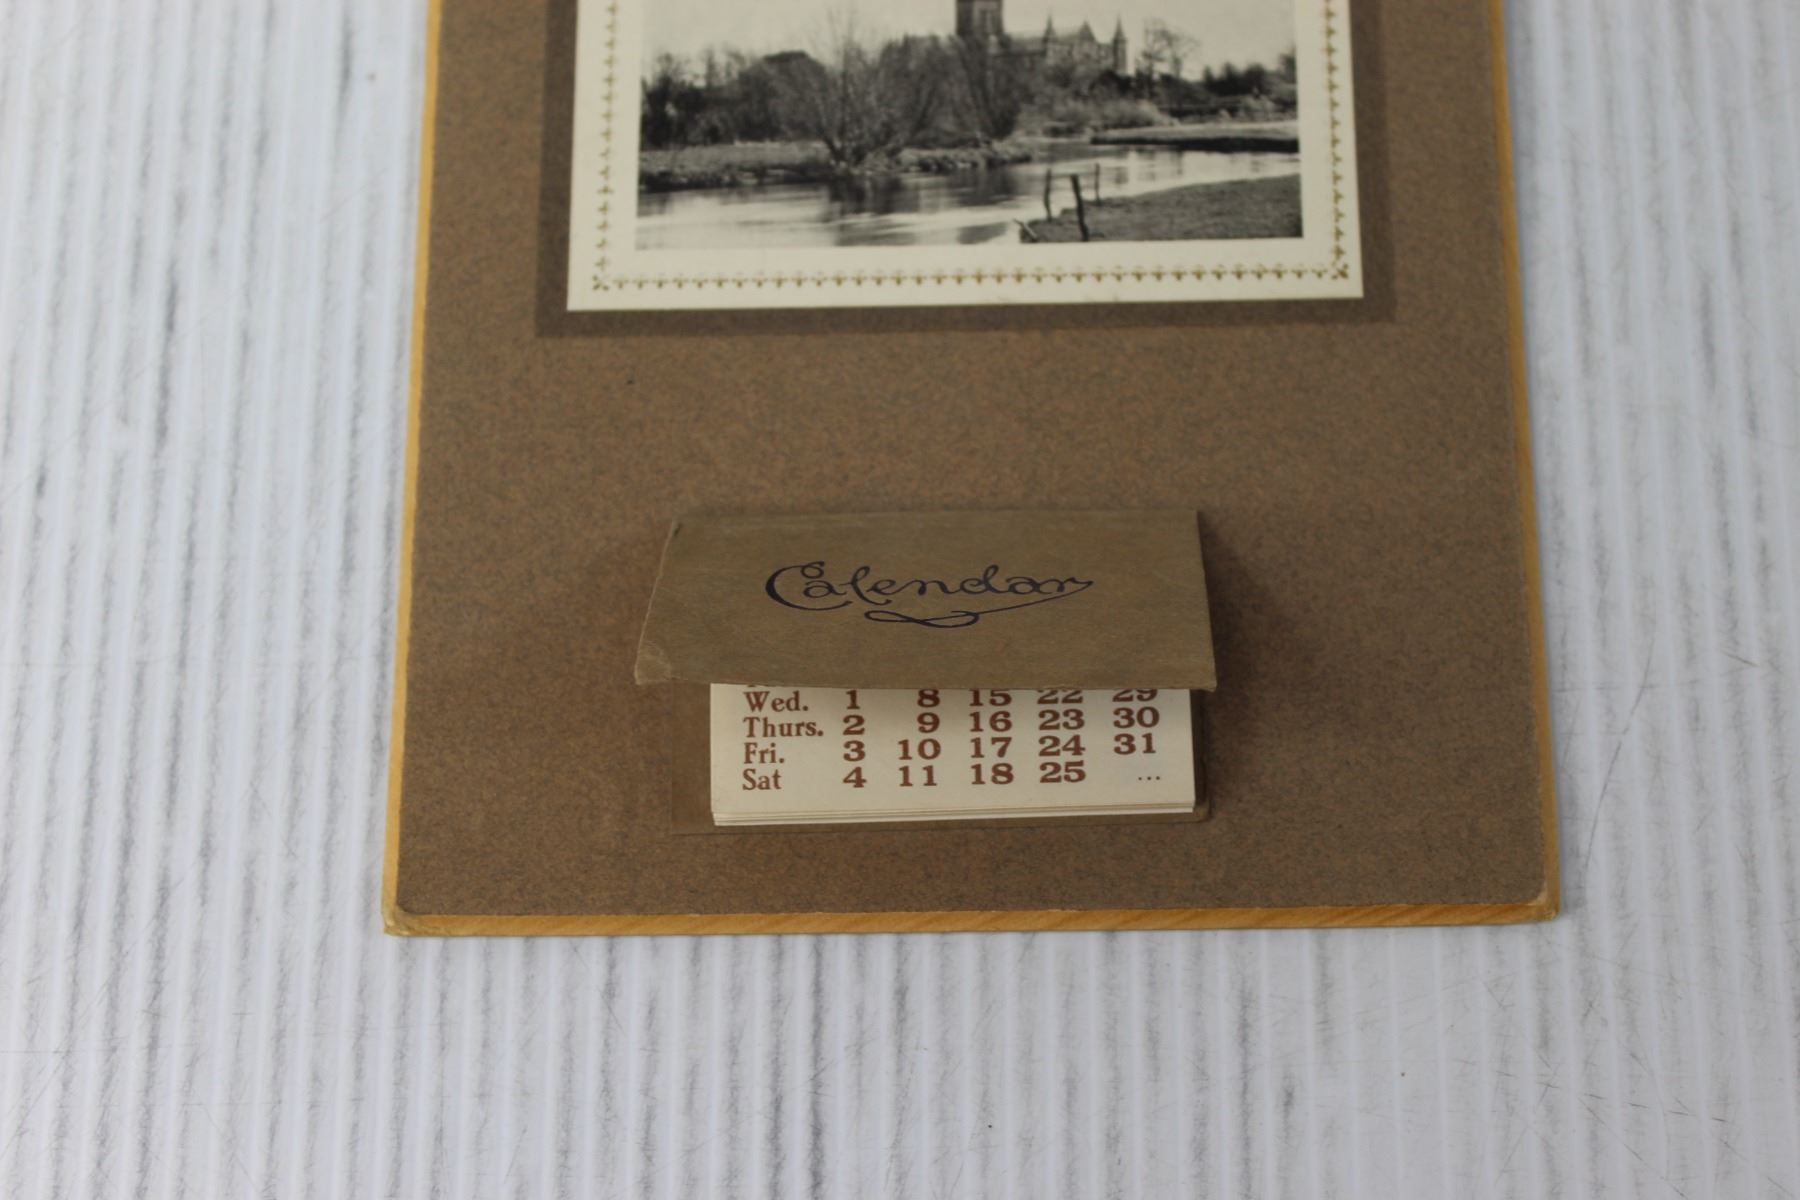 Calendar
Wed. 1 8 15 22 29
Thurs. 2 9 16 23 30
Fri. 3 10 17 24 31
Sat 4 11 18 25 ...